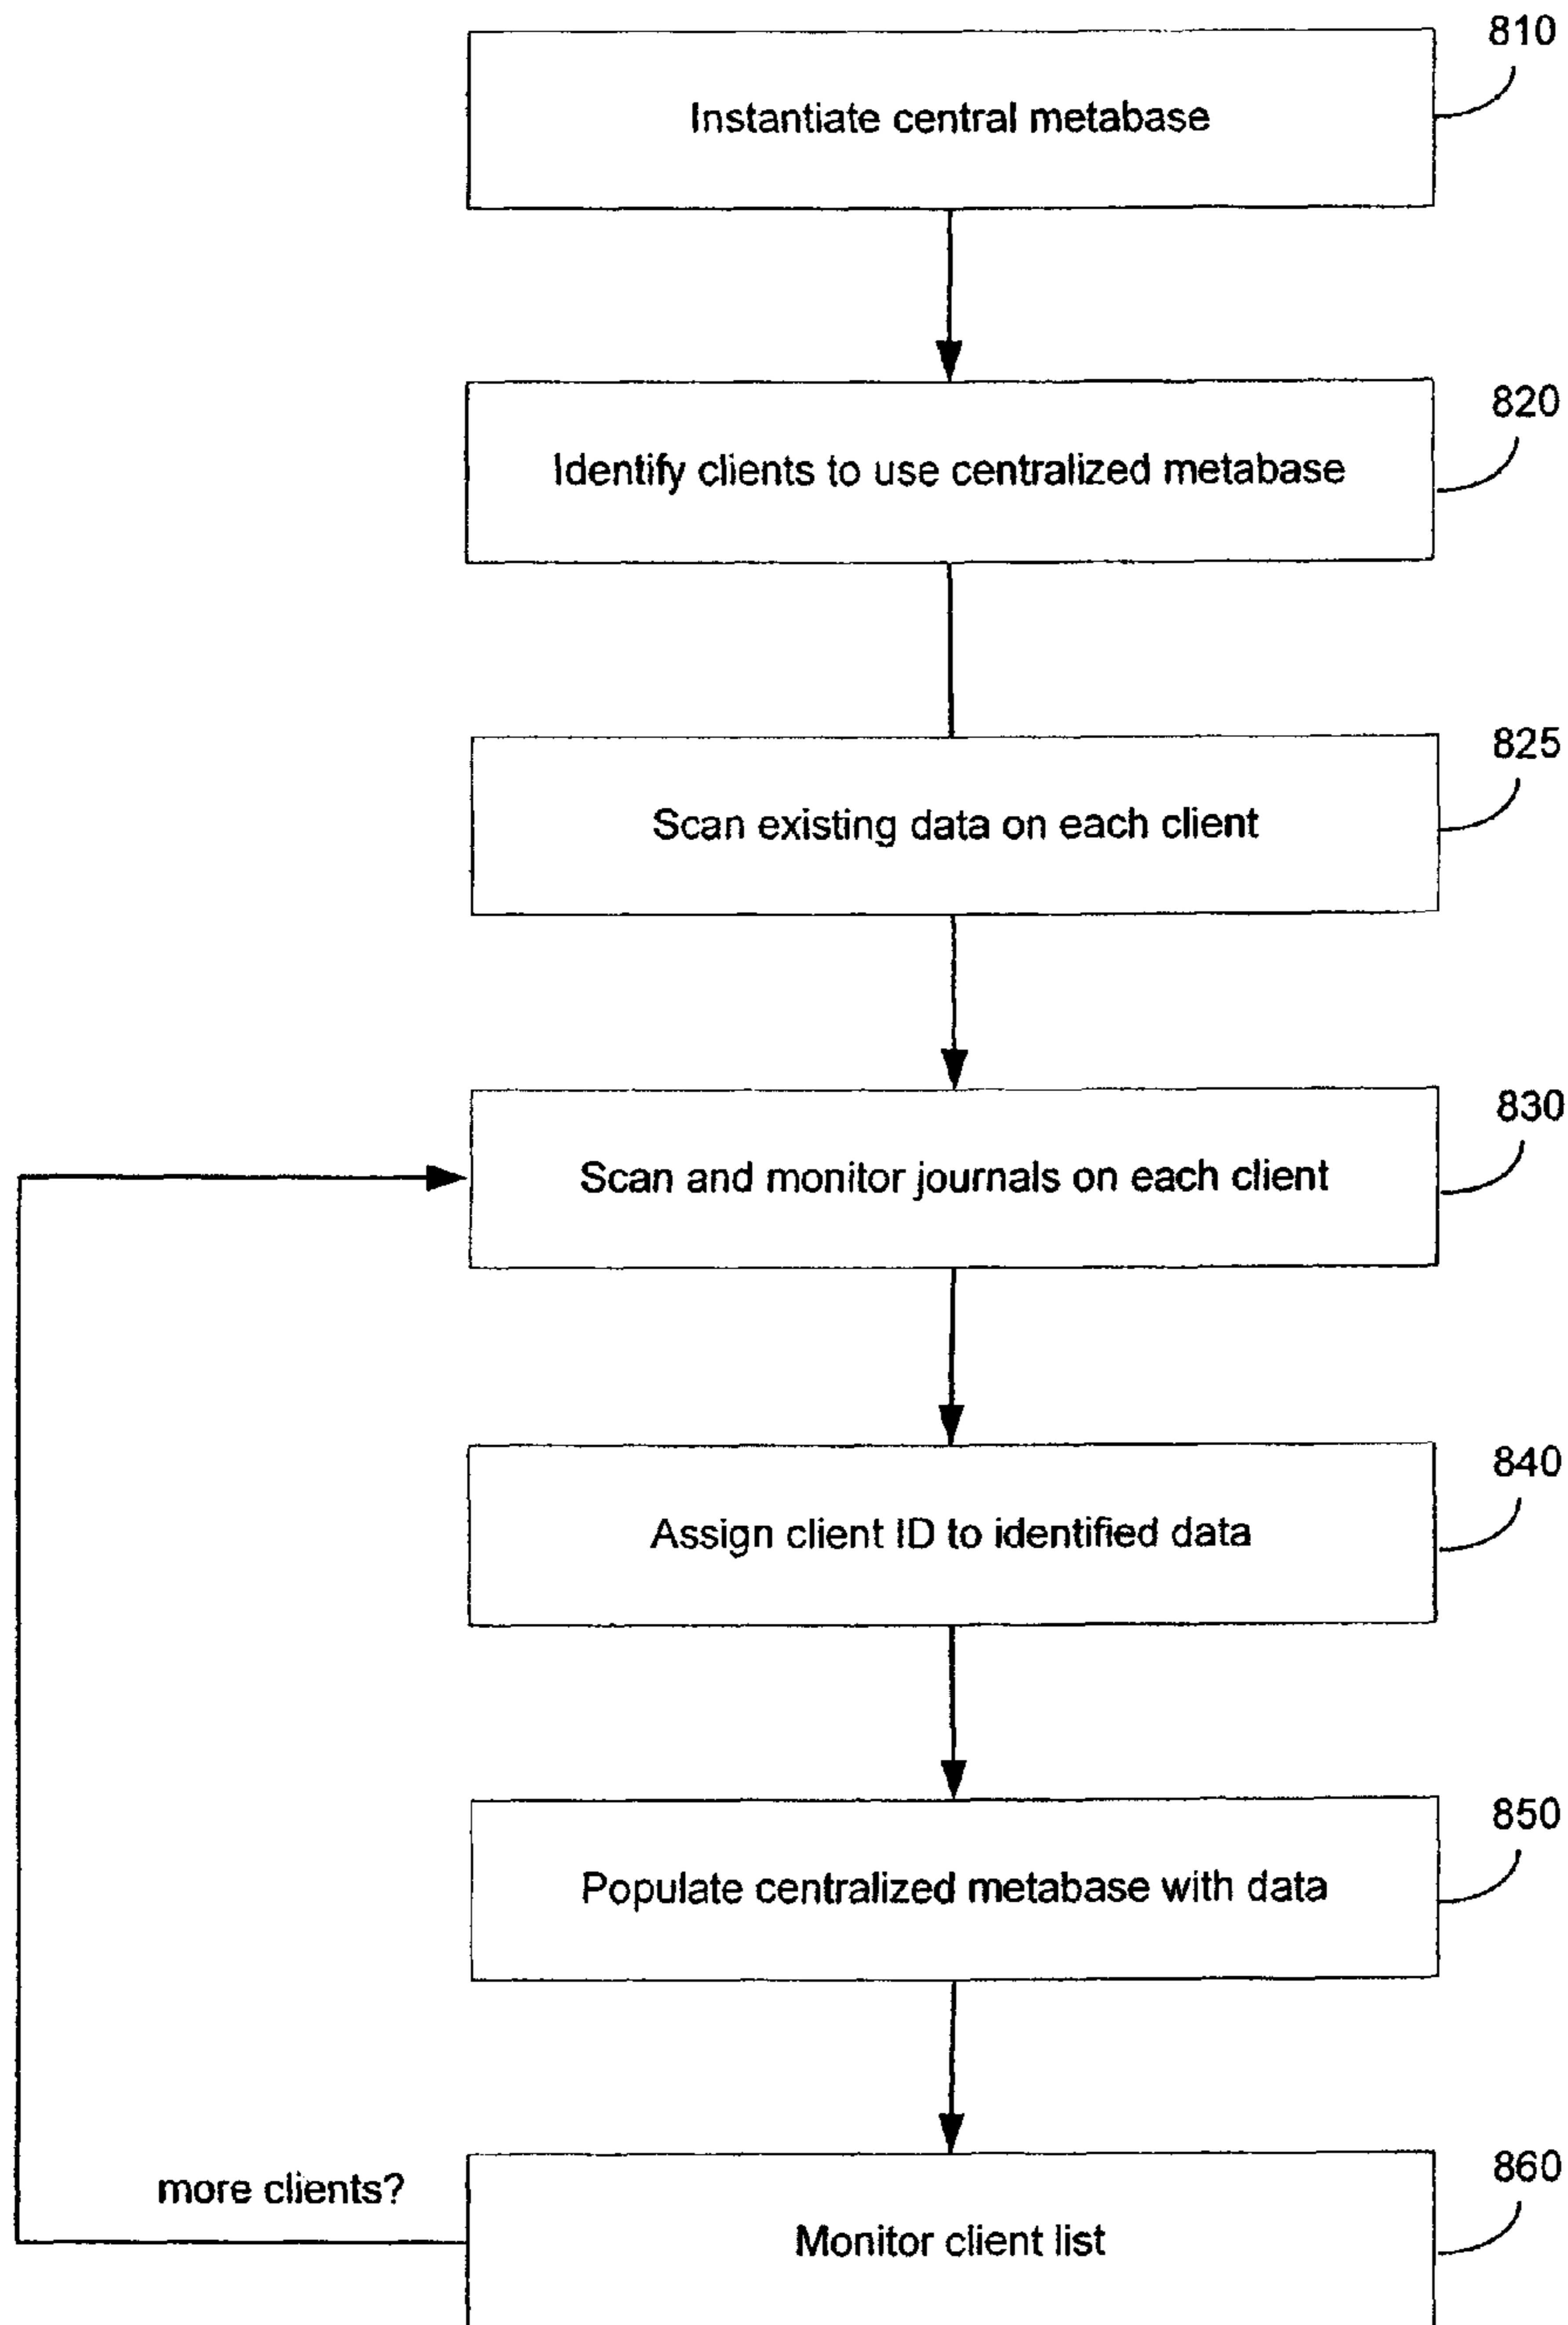 810
Instantiate central metabase
820
Identify clients to use centralized metabase
825
Scan existing data on each client
830
Scan and monitor journals on each client
840
Assign client ID to identified data
850
Populate centralized metabase with data
860
more clients?
Monitor client list